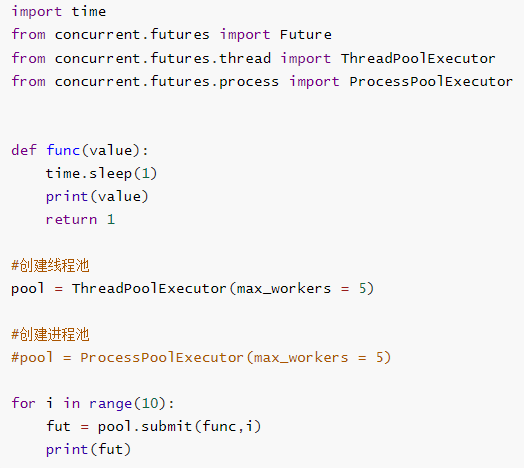 import time
from concurrent.futures import Future
from concurrent.futures.thread import ThreadPoolExecutor
from concurrent.futures.process import ProcessPoolExecutor
def func(value):
    time.sleep(1)
    print(value)
    return 1
#创建线程池
pool = ThreadPoolExecutor(max_workers = 5)
#创建进程池
#pool = ProcessPoolExecutor(max_workers = 5)
for i in range(10):
    fut = pool.submit(func,i)
    print(fut)